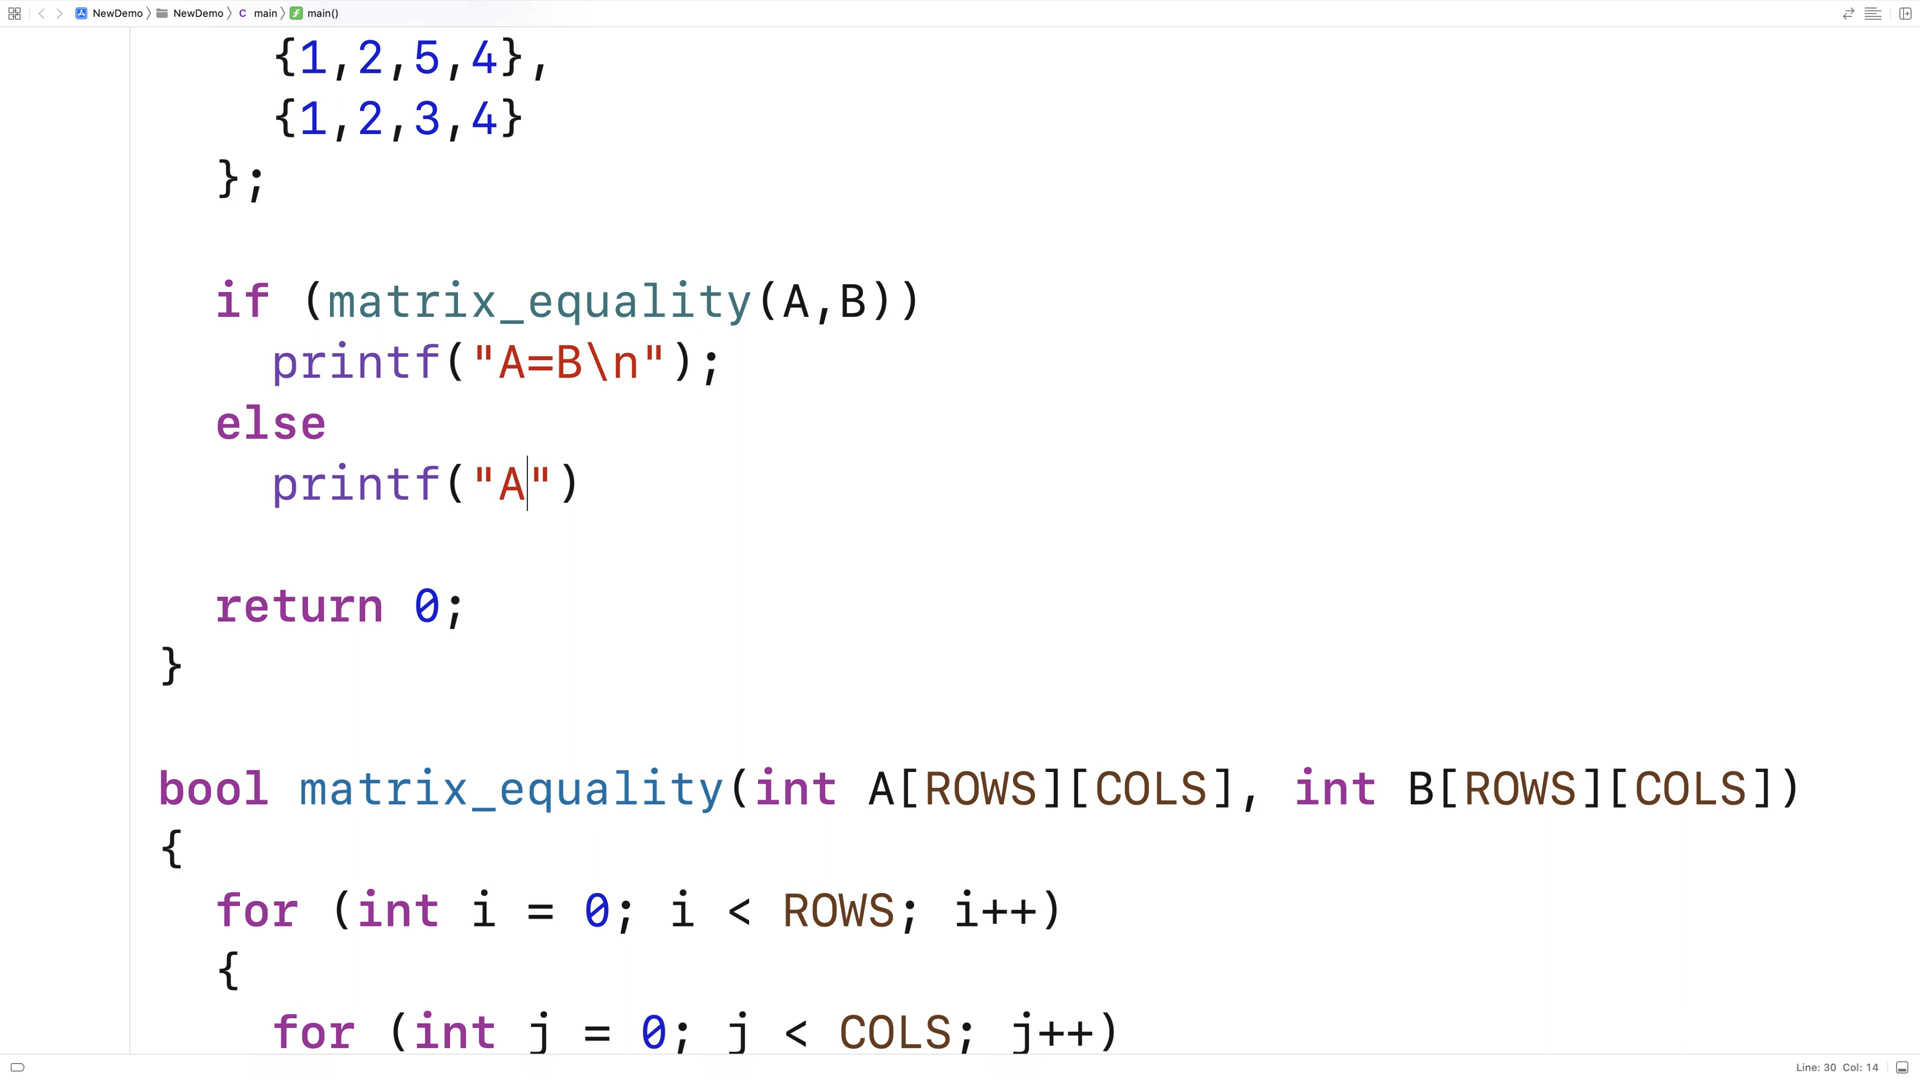 NewDemo NewDemo C main f main()
{1,2,5,4},
{1,2,3,4}
};
if (matrix_equality(A,B))
printf("A=B\n");
else
printf("A")
return 0;
}
bool matrix_equality(int A[ROWS][COLS], int B[ROWS][COLS])
{
for (int i = 0; i < ROWS; i++)
{
for (int j = 0; j < COLS; j++)
Line: 30 Col: 14